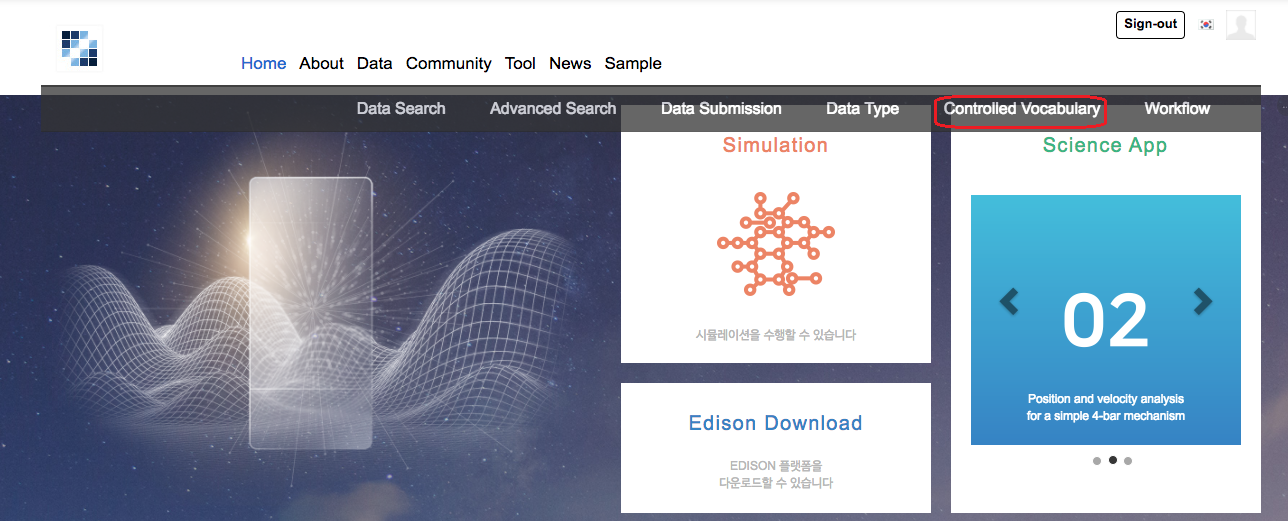 Sign-out
Home About Data Community Tool News Sample
Data Search Advanced Search Data Submission Data Type Controlled Vocabulary Workflow
Simulation
시뮬레이션을 수행할 수 있습니다
Edison Download
EDISON 플랫폼을
다운로드할 수 있습니다
Science App
02
Position and velocity analysis
for a simple 4-bar mechanism